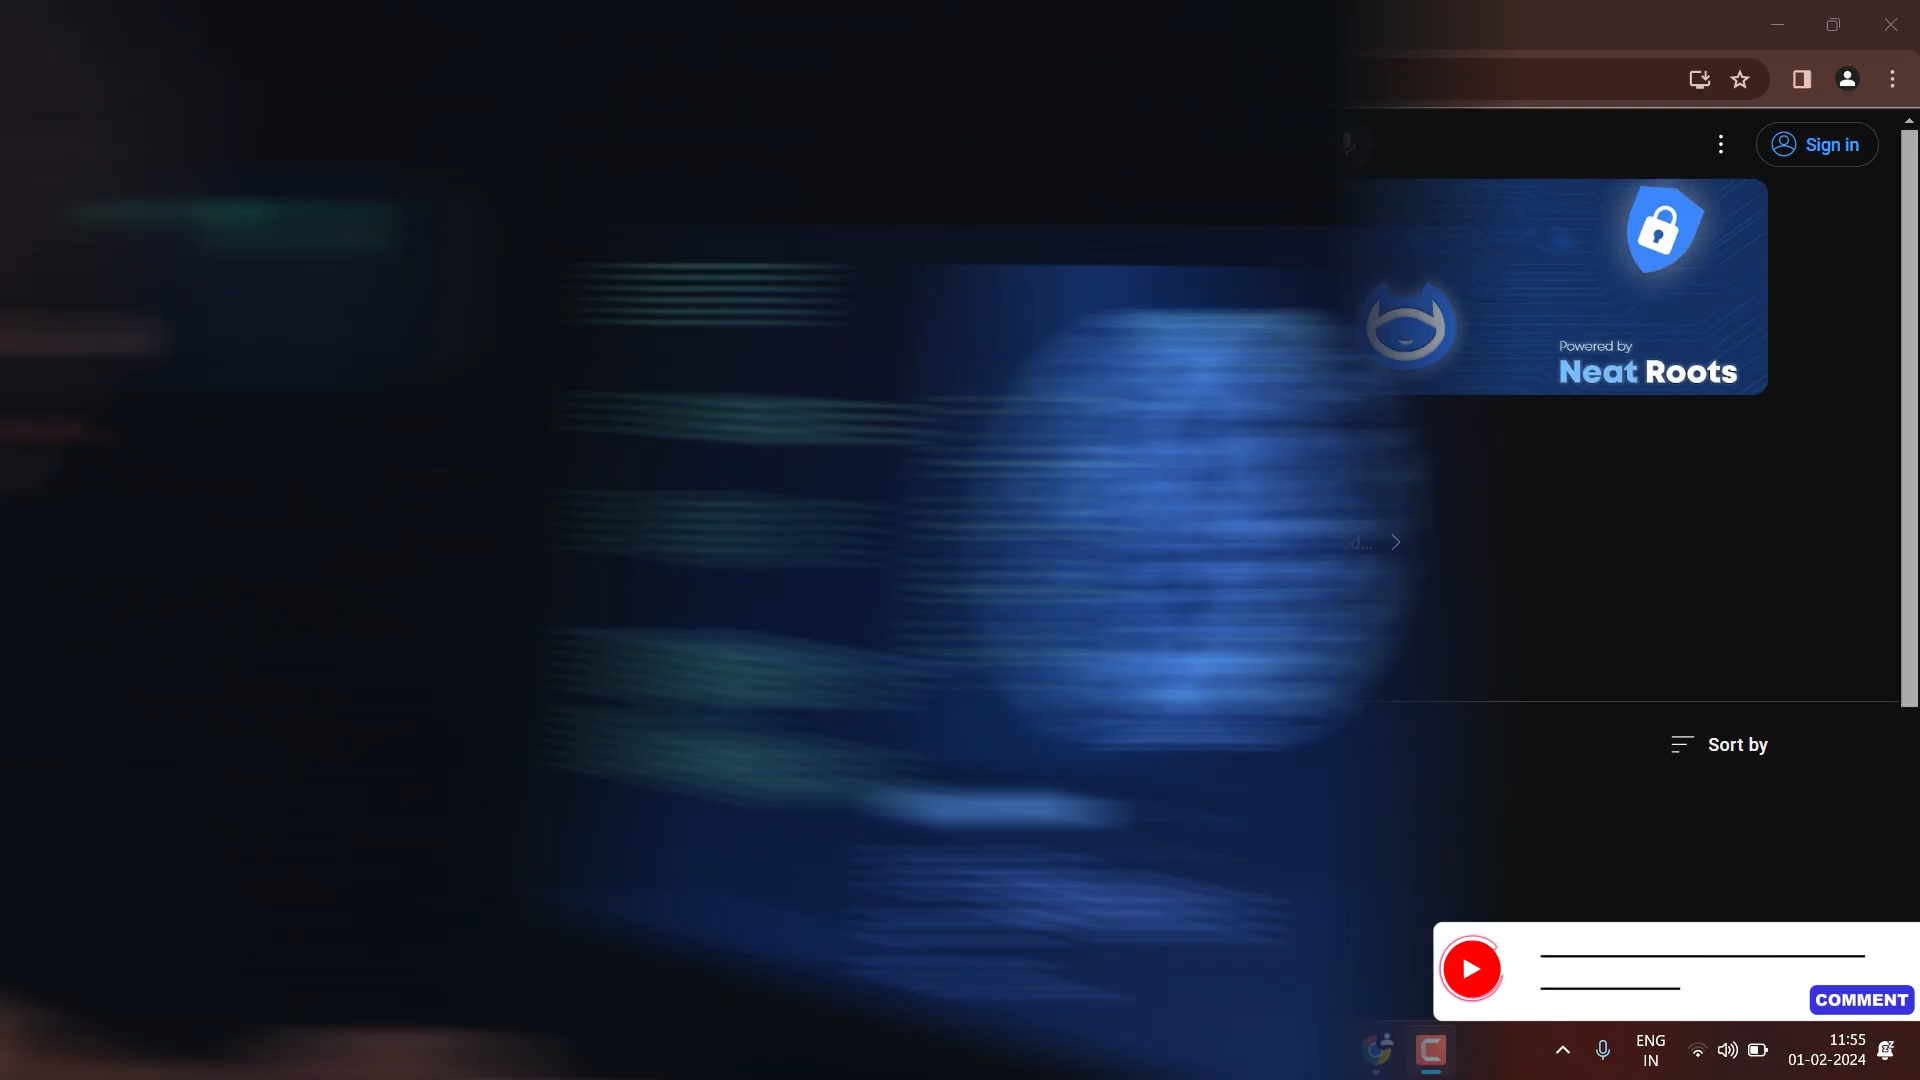 Sign in
Powered by
Neat Roots
Sort by
COMMENT
ENG
IN
11:55
01-02-2024